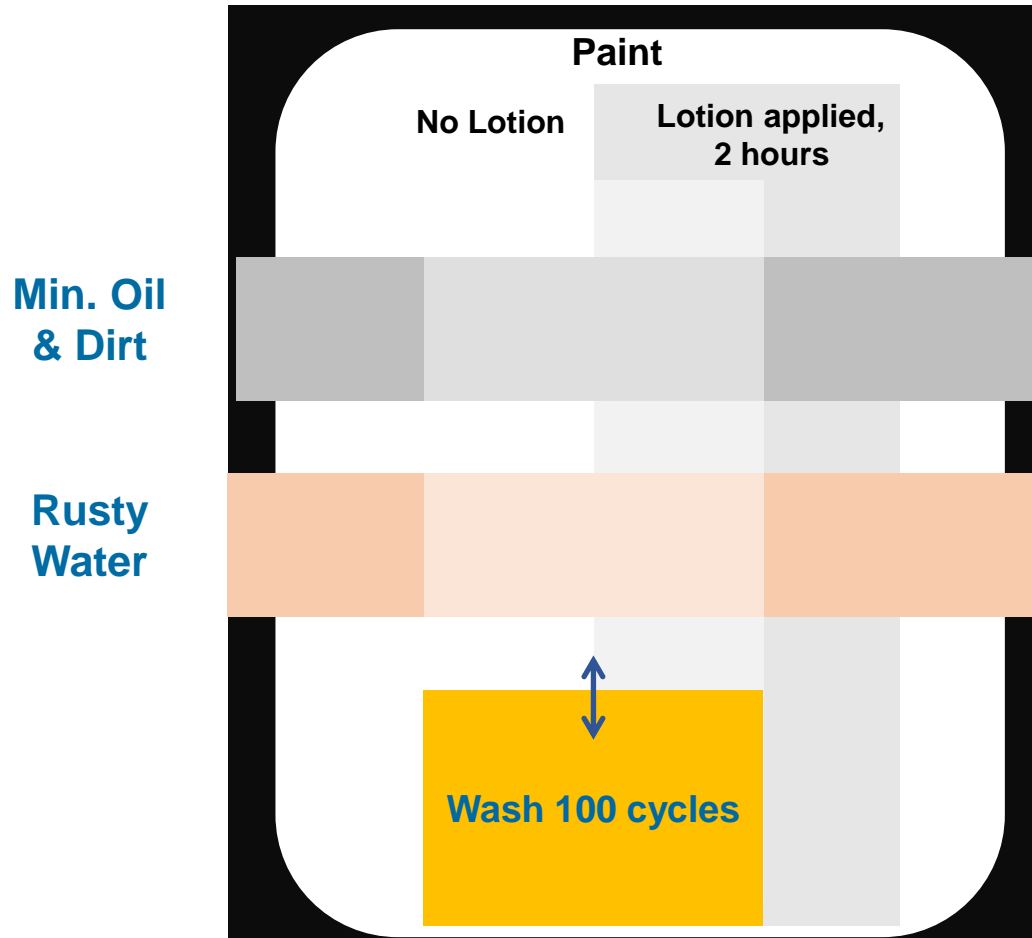 Paint
No Lotion
Lotion applied,
2 hours
Min. Oil
& Dirt
Rusty
Water
Wash 100 cycles